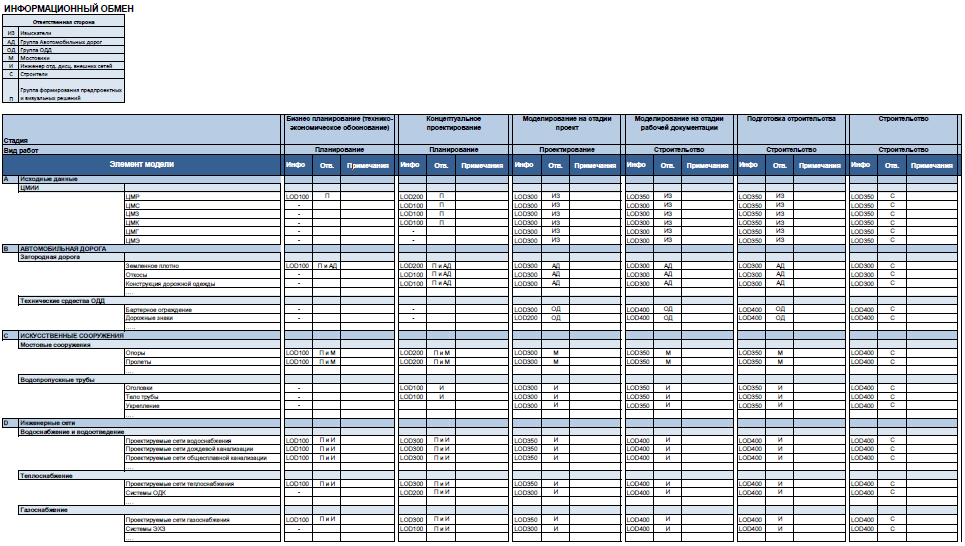 ИНФОРМАЦИОННЫЙ ОБМЕН
Ответственная сторона
ИЗ Изыскатели
АД Группа Автомобильных дорог
ОД Группа ОДД
М Мостовики
И Инженер отд. дисц. внешних сетей
С Строители
Группа формирования предпроектных
П и визуальных решений
Бизнес планирование (технико- Концептуальное Моделирование на стадии Моделирование на стадии Подготовка строительства Строительство
экономическое обоснование) проектирование проект рабочей документации
Стадия
Вид работ Планирование Планирование Проектирование Строительство Строительство Строительство
Элемент модели Инфо Отв. Примечания Инфо Отв. Примечания Инфо Отв. Примечания Инфо Отв. Примечания Инфо Отв. Примечания Инфо Отв. Примечания
A Исходные данные
ЦМИИ
ЦМР LOD100 П LOD200 П LOD300 ИЗ LOD350 ИЗ LOD350 ИЗ LOD350 С
ЦМС - LOD100 П LOD300 ИЗ LOD300 ИЗ LOD350 ИЗ LOD350 С
ЦМЗ - LOD100 П LOD300 ИЗ LOD300 ИЗ LOD350 ИЗ LOD350 С
ЦМК - LOD100 П LOD300 ИЗ LOD300 ИЗ LOD350 ИЗ LOD350 С
ЦМГ - - LOD300 ИЗ LOD300 ИЗ LOD350 ИЗ LOD350 С
ЦМЭ - - LOD300 ИЗ LOD300 ИЗ LOD350 ИЗ LOD350 С
B АВТОМОБИЛЬНАЯ ДОРОГА
Загородная дорога
Земленное плотно LOD100 П и АД LOD200 П и АД LOD300 АД LOD300 АД LOD350 АД LOD300 С
Откосы - LOD100 П и АД LOD300 АД LOD300 АД LOD350 АД LOD300 С
Конструкция дорожной одежды - LOD100 П и АД LOD300 АД LOD300 АД LOD350 АД LOD300 С
....
Технические срдества ОДД
Бартерное ограждение - - LOD300 ОД LOD400 ОД LOD400 ОД LOD400 С
Дорожные знаки - - LOD200 ОД LOD400 ОД LOD400 ОД LOD400 С
.....
C ИСКУССТВЕННЫЕ СООРУЖЕНИЯ
Мостовые сооружения
Опоры LOD100 П и М LOD200 П и М LOD300 М LOD350 М LOD350 М LOD400 С
Пролеты LOD100 П и М LOD200 П и М LOD300 М LOD350 М LOD350 М LOD400 С
....
Водопропускные трубы
Оголовки - LOD100 И LOD300 И LOD350 И LOD350 И LOD400 С
Тело трубы - LOD100 И LOD300 И LOD350 И LOD350 И LOD400 С
Укрепление - LOD300 И LOD350 И LOD350 И LOD400 С
....
D Инженерные сети
Водоснабжение и водоотведение
Проектируемые сети водоснабжения LOD100 П и И LOD300 П и И LOD350 И LOD400 И LOD400 И LOD400 С
Проектируемые сети дождевой канализации LOD100 П и И LOD300 П и И LOD350 И LOD400 И LOD400 И LOD400 С
Проектируемые сети общесплавной канализации LOD100 П и И LOD300 П и И LOD350 И LOD400 И LOD400 И LOD400 С
....
Теплоснабжение
Проектируемые сети теплоснабжения LOD100 П и И LOD300 П и И LOD350 И LOD400 И LOD400 И LOD400 С
Системы ОДК - LOD200 П и И LOD300 И LOD400 И LOD400 И LOD400 С
....
Газоснабжение
Проектируемые сети газоснабжения LOD100 П и И LOD300 П и И LOD350 И LOD400 И LOD400 И LOD400 С
Системы ЭХЗ - LOD100 П и И LOD300 И LOD400 И LOD400 И LOD400 С
....